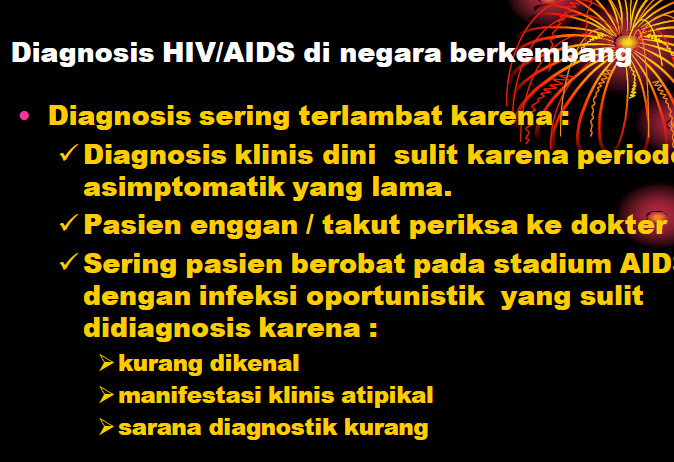 Diagnosis HIV/AIDS di negara berkembang
• Diagnosis sering terlambat karena :
✓ Diagnosis klinis dini sulit karena periode
asimptomatik yang lama.
✓ Pasien enggan / takut periksa ke dokter
✓ Sering pasien berobat pada stadium AIDS
dengan infeksi oportunistik yang sulit
didiagnosis karena :
➢ kurang dikenal
➢ manifestasi klinis atipikal
➢ sarana diagnostik kurang